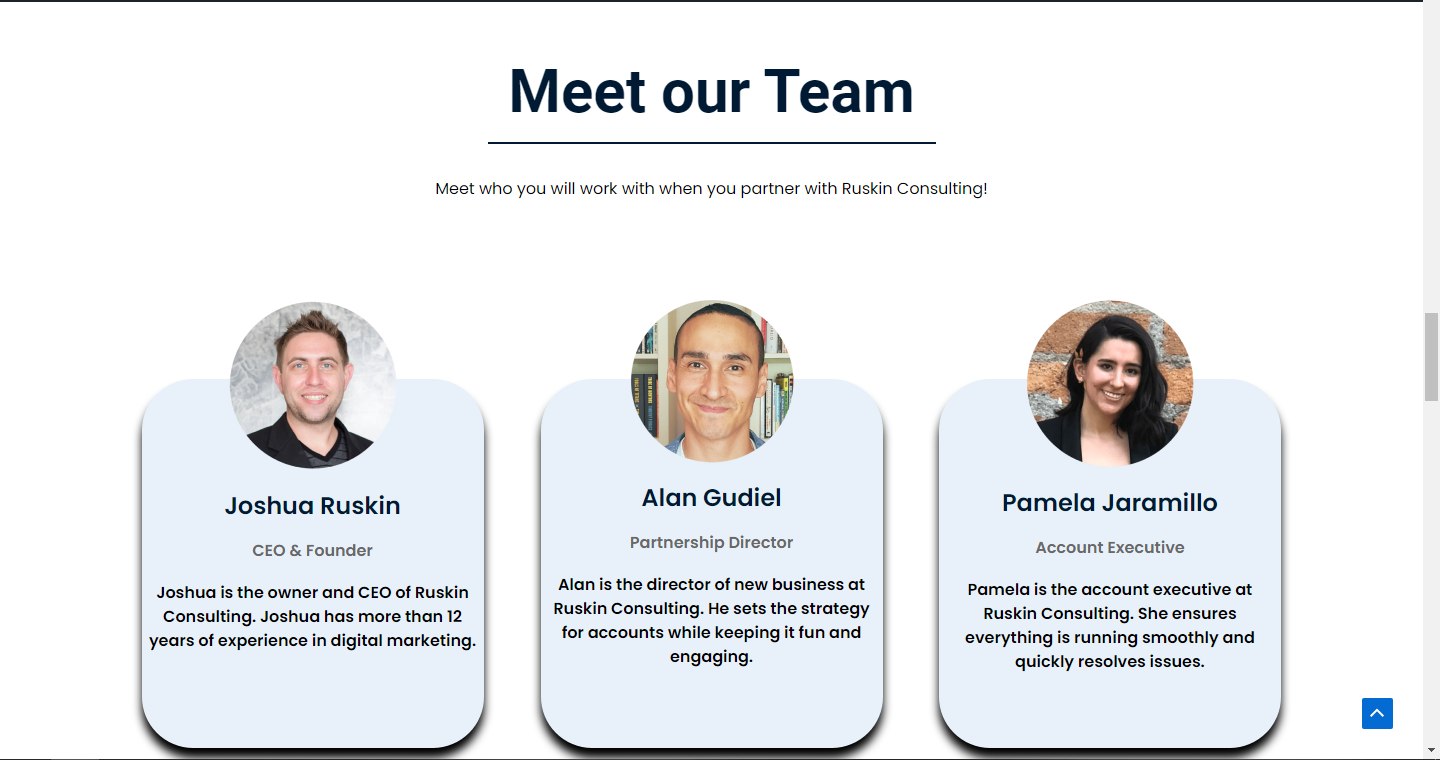 Meet our Team
Meet who you will work with when you partner with Ruskin Consulting!
Joshua Ruskin
CEO & Founder
Joshua is the owner and CEO of Ruskin
Consulting. Joshua has more than 12
years of experience in digital marketing.
Alan Gudiel
Partnership Director
Alan is the director of new business at
Ruskin Consulting. He sets the strategy
for accounts while keeping it fun and
engaging.
Pamela Jaramillo
Account Executive
Pamela is the account executive at
Ruskin Consulting. She ensures
everything is running smoothly and
quickly resolves issues.